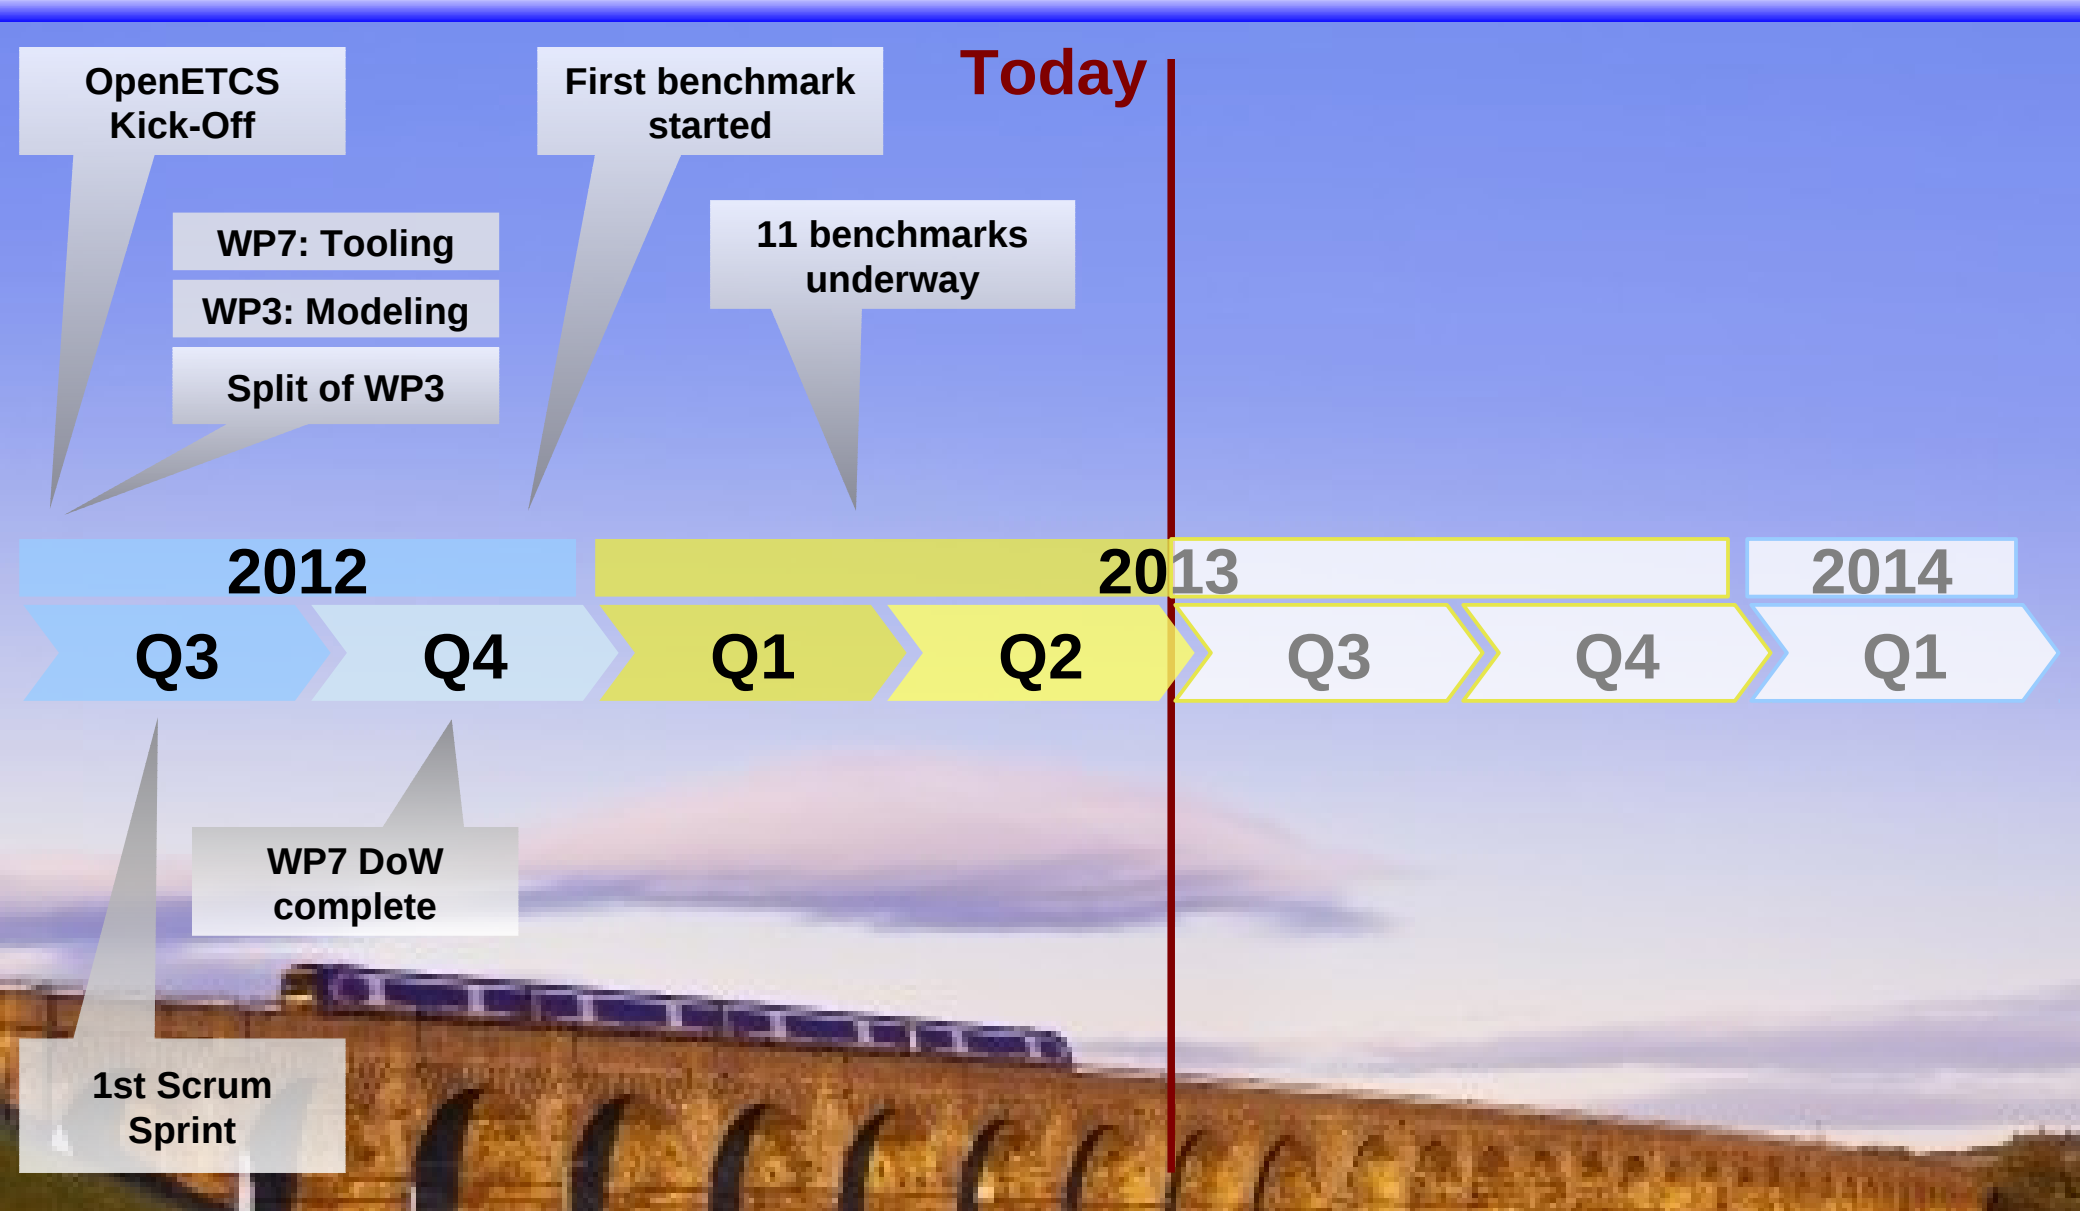 OpenETCS
Kick-Off
First benchmark
started
Today
WP7: Tooling
WP3: Modeling
Split of WP3
11 benchmarks
underway
2012
2013
2014
Q3
Q4
Q1
Q2
Q3
Q4
Q1
WP7 DoW
complete
1st Scrum
Sprint